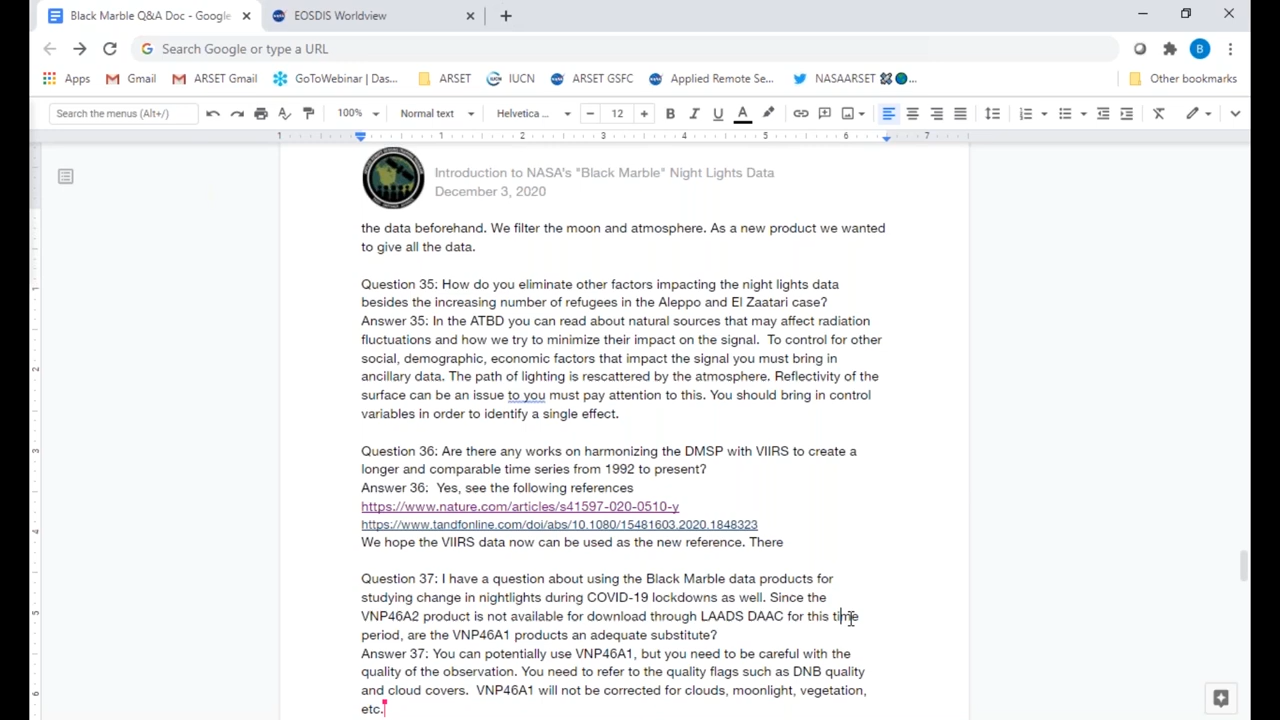 Black Marble Q&A Doc - Google
EOSDIS Worldview
Search Google or type a URL
B
Apps
Gmail
ARSET Gmail
GoToWebinar | Das...
ARSET
IUCN
ARSET GSFC
Applied Remote Se...
NASAARSET
Other bookmarks
Search the menus (Alt+/)
100%
Normal text
Helvetica ...
12
B I U A
1 1 2 3 4 5 6 7
Introduction to NASA's "Black Marble" Night Lights Data
December 3, 2020
the data beforehand. We filter the moon and atmosphere. As a new product we wanted
to give all the data.
Question 35: How do you eliminate other factors impacting the night lights data
besides the increasing number of refugees in the Aleppo and El Zaatari case?
Answer 35: In the ATBD you can read about natural sources that may affect radiation
fluctuations and how we try to minimize their impact on the signal. To control for other
social, demographic, economic factors that impact the signal you must bring in
ancillary data. The path of lighting is rescattered by the atmosphere. Reflectivity of the
surface can be an issue to you must pay attention to this. You should bring in control
variables in order to identify a single effect.
Question 36: Are there any works on harmonizing the DMSP with VIIRS to create a
longer and comparable time series from 1992 to present?
Answer 36: Yes, see the following references
https://www.nature.com/articles/s41597-020-0510-y
https://www.tandfonline.com/doi/abs/10.1080/15481603.2020.1848323
We hope the VIIRS data now can be used as the new reference. There
Question 37: I have a question about using the Black Marble data products for
studying change in nightlights during COVID-19 lockdowns as well. Since the
VNP46A2 product is not available for download through LAADS DAAC for this time
period, are the VNP46A1 products an adequate substitute?
Answer 37: You can potentially use VNP46A1, but you need to be careful with the
quality of the observation. You need to refer to the quality flags such as DNB quality
and cloud covers. VNP46A1 will not be corrected for clouds, moonlight, vegetation,
etc.
1
2
3
4
5
6